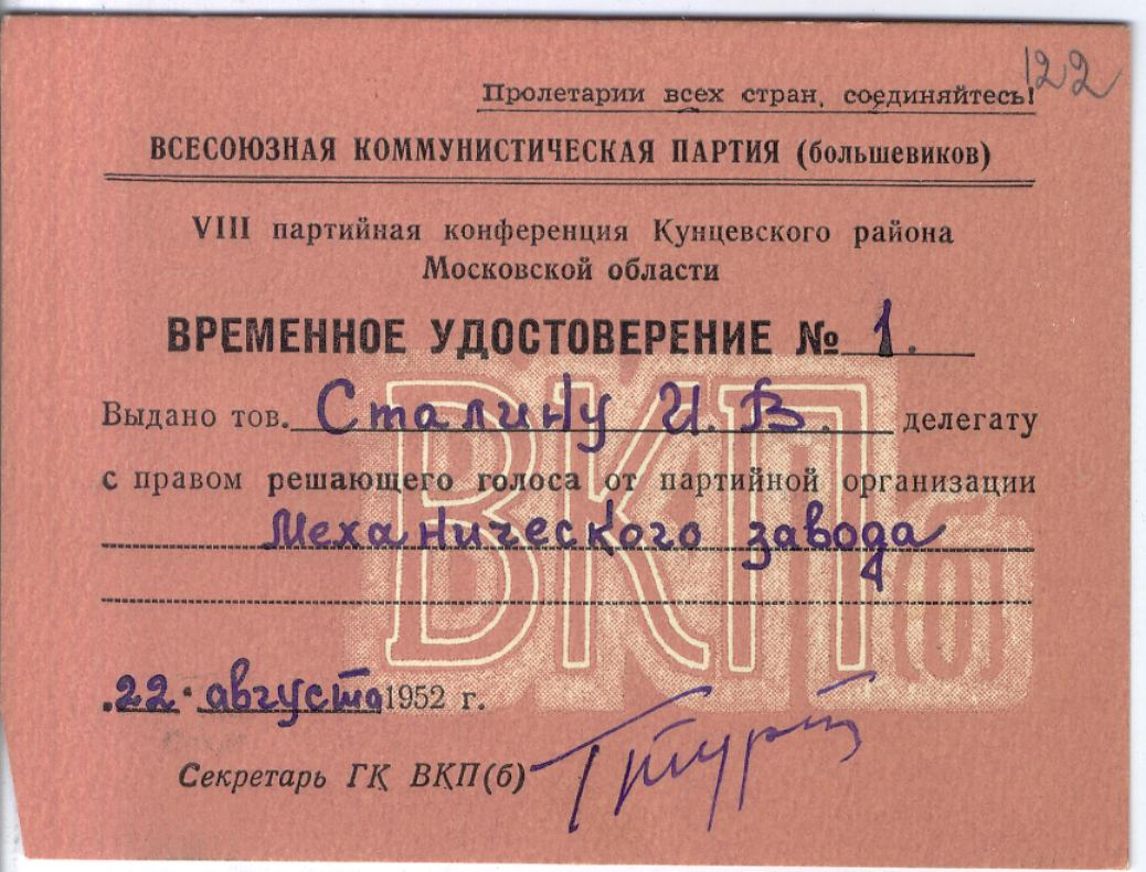 122
Пролетарии всех стран, соединяйтесь!
ВСЕСОЮЗНАЯ КОММУНИСТИЧЕСКАЯ ПАРТИЯ (большевиков)
VIII партийная конференция Кунцевского района
Московской области
ВРЕМЕННОЕ УДОСТОВЕРЕНИЕ № 1.
Выдано тов. Сталину И. В. делегату
с правом решающего голоса от партийной организации
Механического завода
ВКП(б)
22 августа 1952 г.
Секретарь ГК ВКП(б)